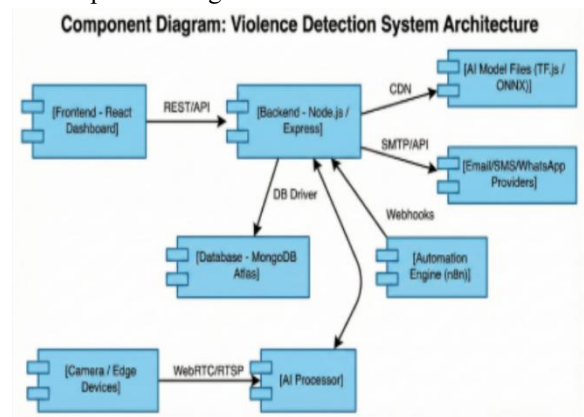 Component Diagram: Violence Detection System Architecture
[Frontend - React
Dashboard]
REST/API
[Backend - Node.js /
Express]
CDN
[AI Model Files (TF.js /
ONNX)]
SMTP/API
[Email/SMS/WhatsApp
Providers]
DB Driver
Webhooks
[Database - MongoDB
Atlas]
[Automation
Engine (n8n)]
[Camera / Edge
Devices]
WebRTC/RTSP
[AI Processor]